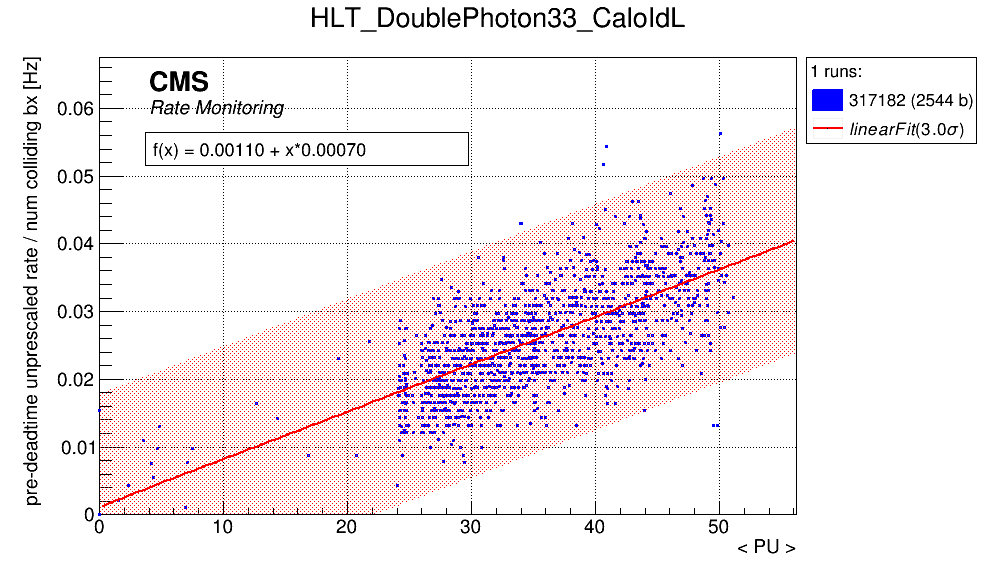 HLT_DoublePhoton33_CaloIdL
pre-deadtime unprescaled rate / num colliding bx [Hz]
CMS
Rate Monitoring
f(x) = 0.00110 + x*0.00070
1 runs:
317182 (2544 b)
linearFit(3.0σ)
0.06
0.05
0.04
0.03
0.02
0.01
0
0 10 20 30 40 50
< PU >